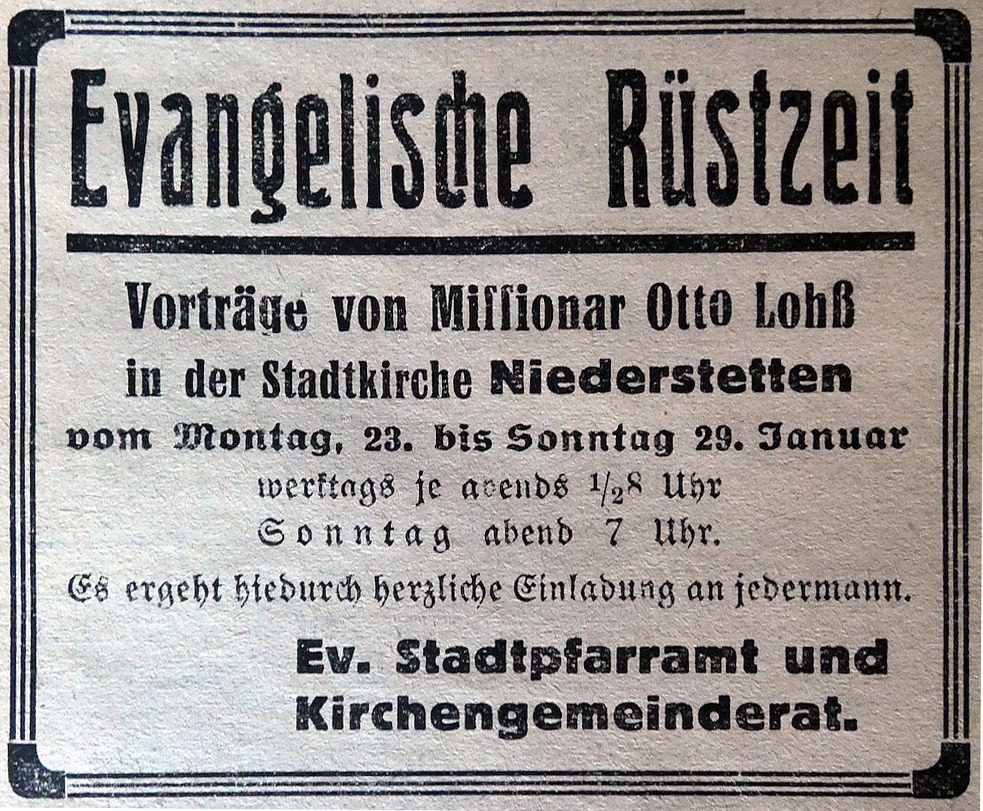 Evangelische Rüstzeit
Vorträge von Missionar Otto Lohß
in der Stadtkirche Niederstetten
vom Montag, 23. bis Sonntag 29. Januar
werktags je abends 1/28 Uhr
Sonntag abend 7 Uhr.
Es ergeht hiedurch herzliche Einladung an jedermann.
Ev. Stadtpfarramt und
Kirchengemeinderat.